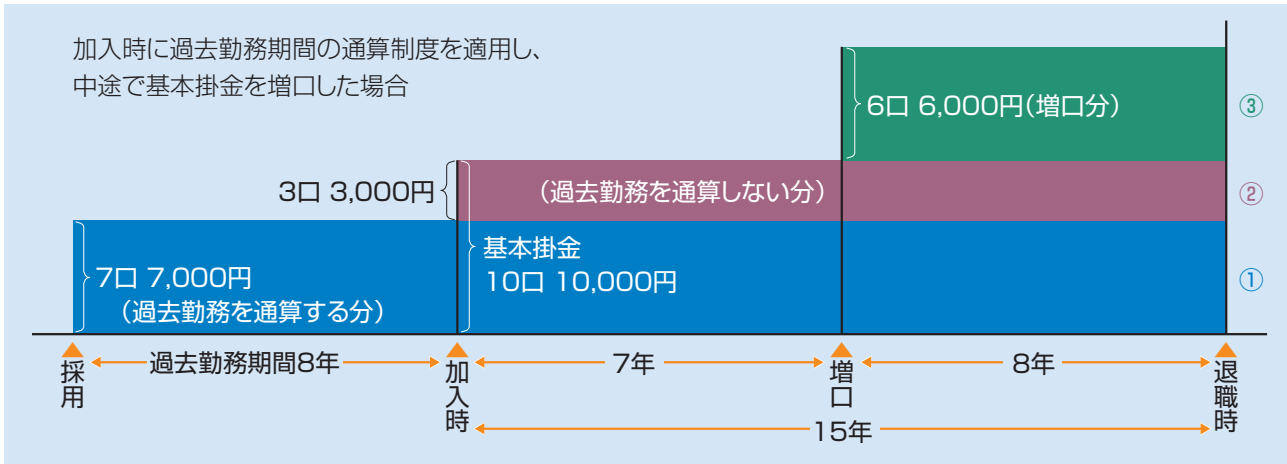 加入時に過去勤務期間の通算制度を適用し、
中途で基本掛金を増口した場合
6口 6,000円(増口分)
③
3口 3,000円
(過去勤務を通算しない分)
②
7口 7,000円
(過去勤務を通算する分)
基本掛金
10口 10,000円
①
採用
過去勤務期間8年
加入時
7年
増口
8年
退職時
15年